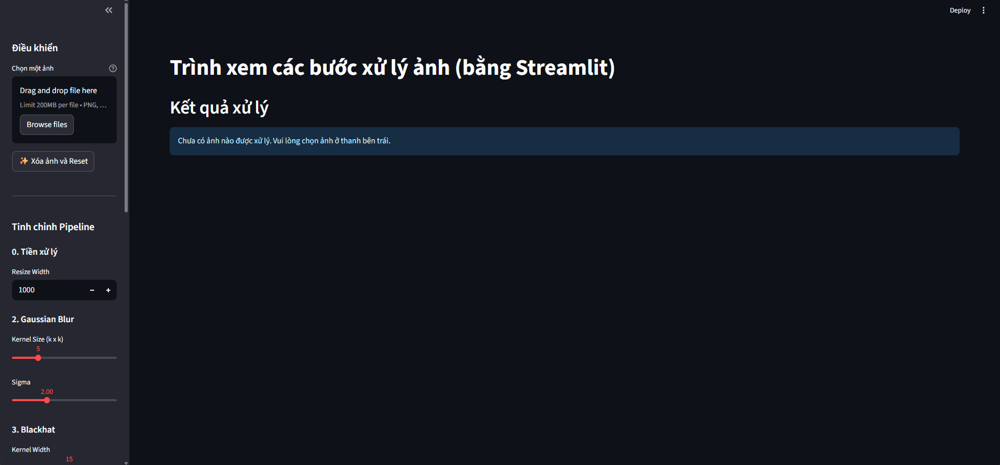 Điều khiển
Chọn một ảnh
Drag and drop file here
Limit 200MB per file • PNG, ...
Browse files
✨ Xóa ảnh và Reset
Tinh chỉnh Pipeline
0. Tiền xử lý
Resize Width
1000
2. Gaussian Blur
Kernel Size (k x k)
5
Sigma
2.00
3. Blackhat
Kernel Width
15
Deploy
Trình xem các bước xử lý ảnh (bằng Streamlit)
Kết quả xử lý
Chưa có ảnh nào được xử lý. Vui lòng chọn ảnh ở thanh bên trái.